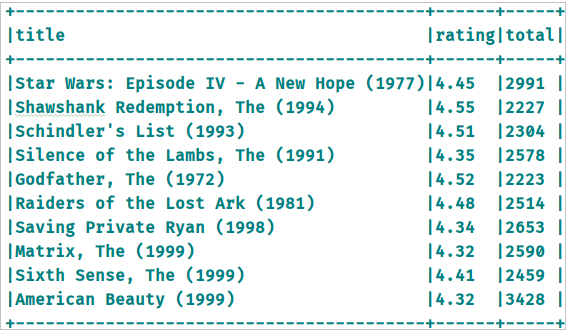 +-----------------------------------------+------+-----+
|title                                    |rating|total|
+-----------------------------------------+------+-----+
|Star Wars: Episode IV - A New Hope (1977)|4.45  |2991 |
|Shawshank Redemption, The (1994)         |4.55  |2227 |
|Schindler's List (1993)                  |4.51  |2304 |
|Silence of the Lambs, The (1991)         |4.35  |2578 |
|Godfather, The (1972)                    |4.52  |2223 |
|Raiders of the Lost Ark (1981)           |4.48  |2514 |
|Saving Private Ryan (1998)               |4.34  |2653 |
|Matrix, The (1999)                       |4.32  |2590 |
|Sixth Sense, The (1999)                  |4.41  |2459 |
|American Beauty (1999)                   |4.32  |3428 |
+-----------------------------------------+------+-----+